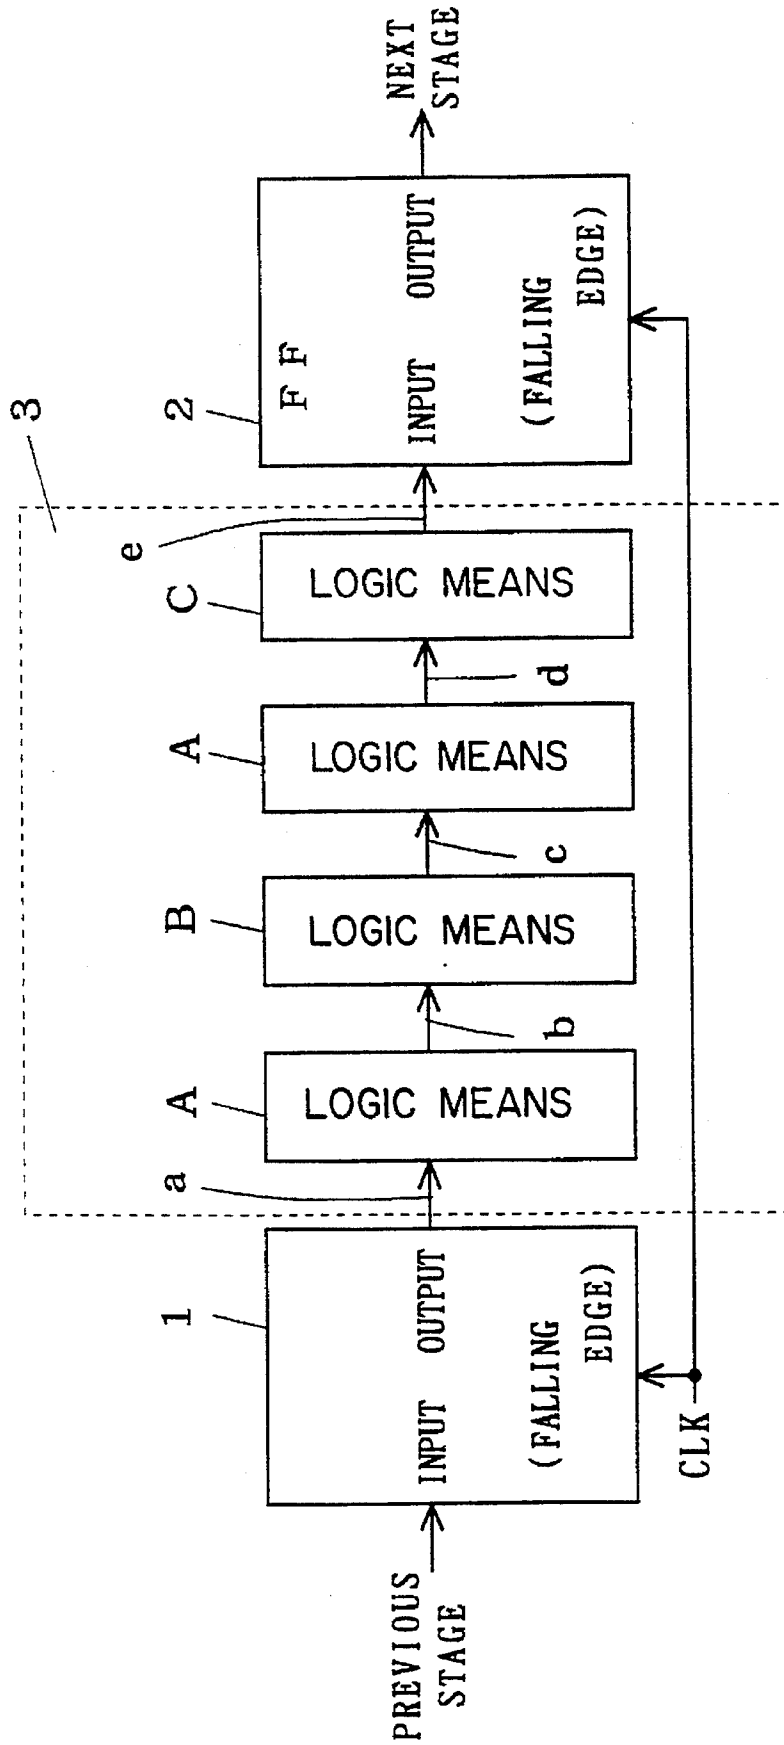 3
1
A
B
A
C
e
2
a
F F
LOGIC MEANS
LOGIC MEANS
LOGIC MEANS
LOGIC MEANS
PREVIOUS
STAGE
INPUT OUTPUT
INPUT OUTPUT
NEXT
STAGE
b
c
d
(FALLING
EDGE)
(FALLING
EDGE)
CLK